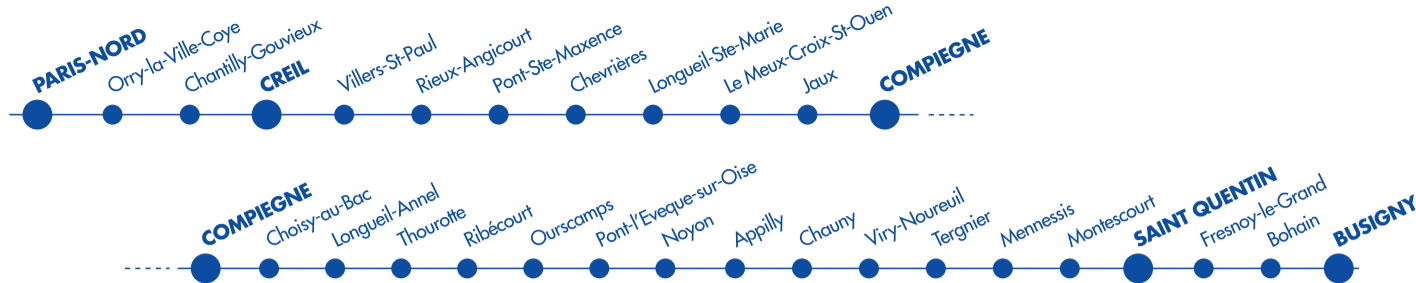 PARIS-NORD
Orry-la-Ville-Coye
Chantilly-Gouvieux
CREIL
Villers-St-Paul
Rieux-Angicourt
Pont-Ste-Maxence
Chevrières
Longueil-Ste-Marie
Le Meux-Croix-St-Ouen
Jaux
COMPIEGNE
COMPIEGNE
Choisy-au-Bac
Longueil-Annel
Thourotte
Ribécourt
Ourscamps
Pont-l'Eveque-sur-Oise
Noyon
Appilly
Chauny
Viry-Noureuil
Tergnier
Mennessis
Montescourt
SAINT QUENTIN
Fresnoy-le-Grand
Bohain
BUSIGNY